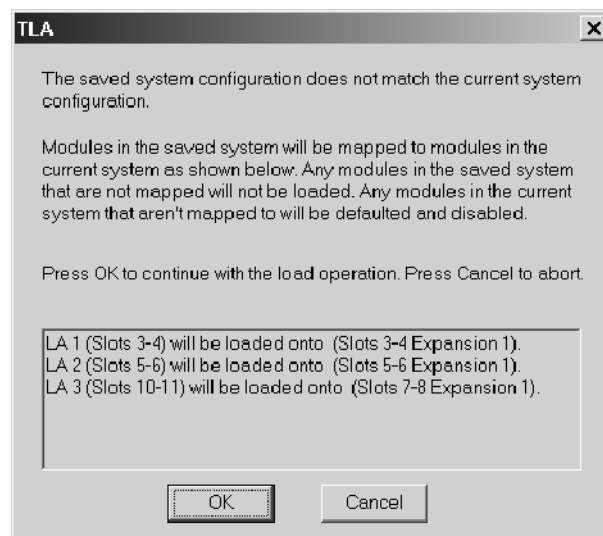 TLA
The saved system configuration does not match the current system
configuration.
Modules in the saved system will be mapped to modules in the
current system as shown below. Any modules in the saved system
that are not mapped will not be loaded. Any modules in the current
system that aren't mapped to will be defaulted and disabled.
Press OK to continue with the load operation. Press Cancel to abort.
LA 1 (Slots 3-4) will be loaded onto (Slots 3-4 Expansion 1).
LA 2 (Slots 5-6) will be loaded onto (Slots 5-6 Expansion 1).
LA 3 (Slots 10-11) will be loaded onto (Slots 7-8 Expansion 1).
OK
Cancel